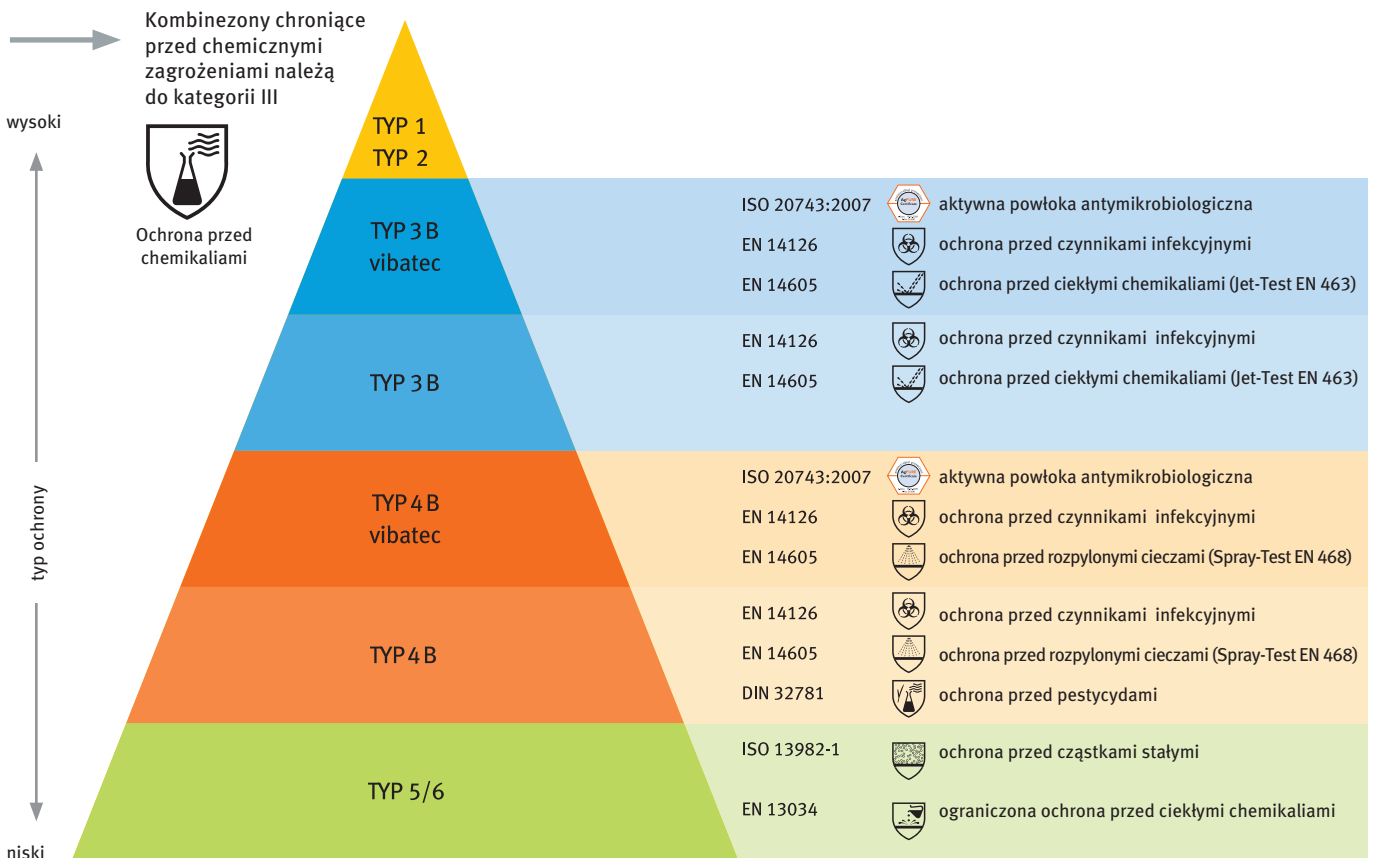 Kombinezony chroniące
przed chemicznymi
zagrożeniami należą
do kategorii III
wysoki
Ochrona przed
chemikaliami
typ ochrony
niski
TYP 1
TYP 2
TYP 3 B
vibatec
ISO 20743:2007 aktywna powłoka antymikrobiologiczna
EN 14126 ochrona przed czynnikami infekcyjnymi
EN 14605 ochrona przed ciekłymi chemikaliami (Jet-Test EN 463)
TYP 3 B
EN 14126 ochrona przed czynnikami infekcyjnymi
EN 14605 ochrona przed ciekłymi chemikaliami (Jet-Test EN 463)
TYP 4 B
vibatec
ISO 20743:2007 aktywna powłoka antymikrobiologiczna
EN 14126 ochrona przed czynnikami infekcyjnymi
EN 14605 ochrona przed rozpylonymi cieczami (Spray-Test EN 468)
TYP 4 B
EN 14126 ochrona przed czynnikami infekcyjnymi
EN 14605 ochrona przed rozpylonymi cieczami (Spray-Test EN 468)
DIN 32781 ochrona przed pestycydami
TYP 5/6
ISO 13982-1 ochrona przed cząstkami stałymi
EN 13034 ograniczona ochrona przed ciekłymi chemikaliami